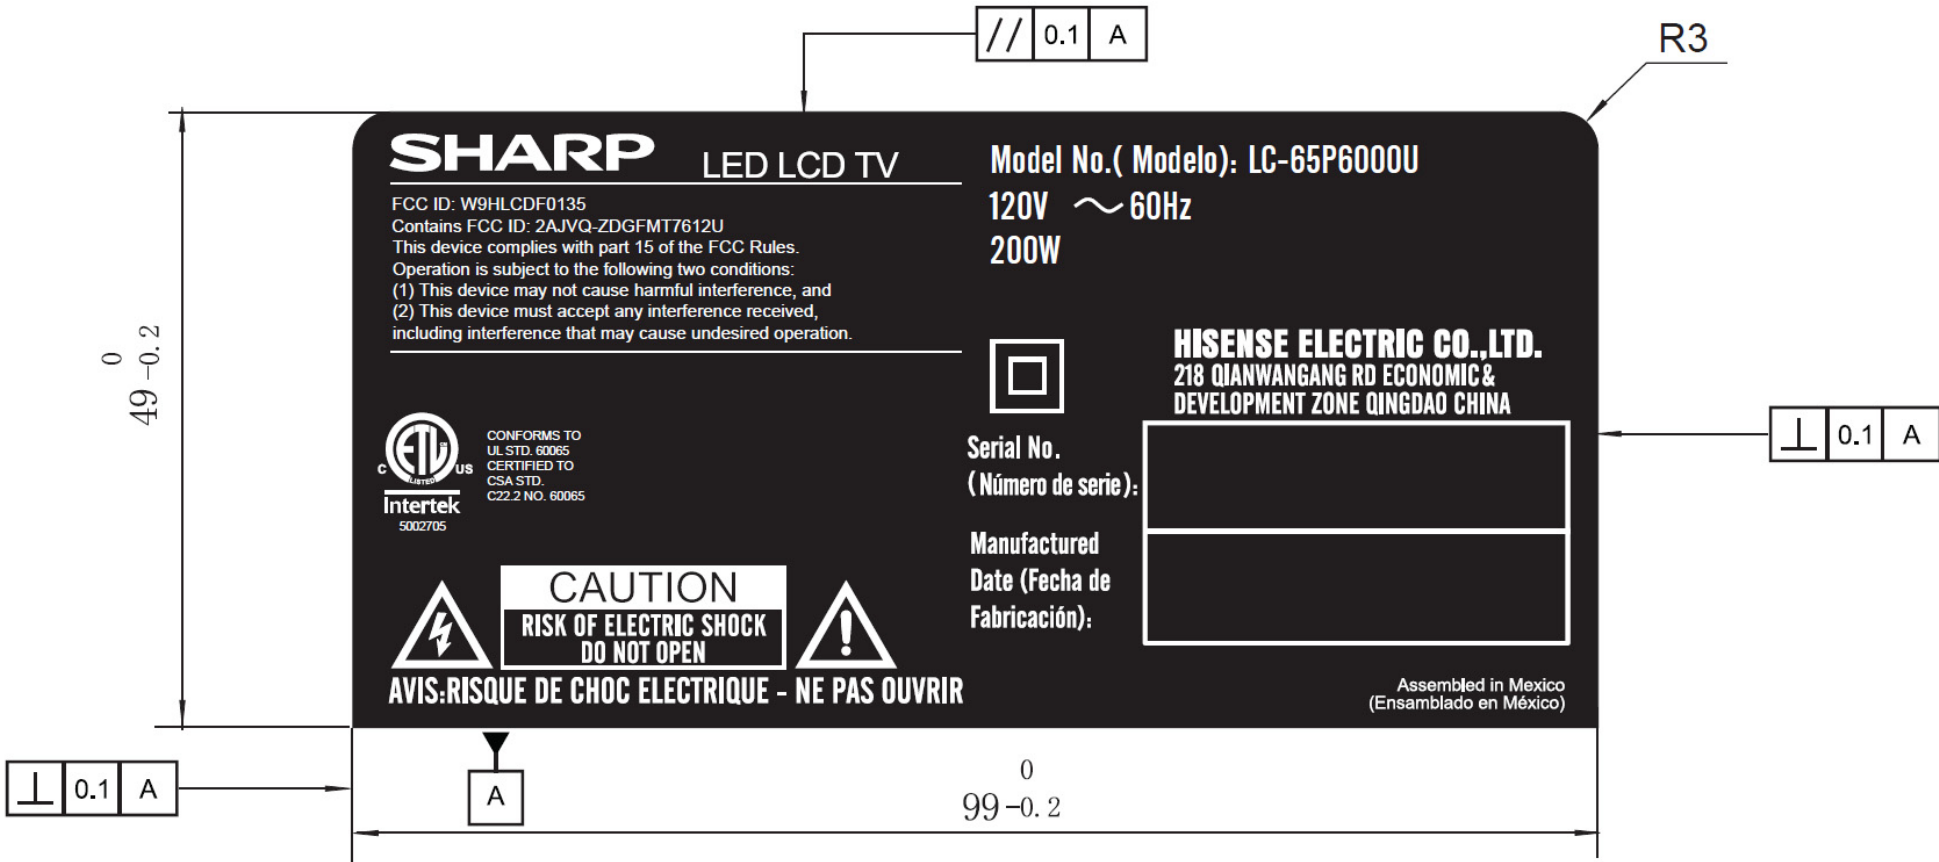 // 0.1 A
R3
SHARP LED LCD TV
FCC ID: W9HLCDF0135
Contains FCC ID: 2AJVQ-ZDGFMT7612U
This device complies with part 15 of the FCC Rules.
Operation is subject to the following two conditions:
(1) This device may not cause harmful interference, and
(2) This device must accept any interference received,
including interference that may cause undesired operation.
Model No.( Modelo): LC-65P6000U
120V ～ 60Hz
200W
HISENSE ELECTRIC CO.,LTD.
218 QIANWANGANG RD ECONOMIC&
DEVELOPMENT ZONE QINGDAO CHINA
0
49 -0.2
ETL CM
LISTED
C US
Intertek
5002705
CONFORMS TO
UL STD. 60065
CERTIFIED TO
CSA STD.
C22.2 NO. 60065
Serial No.
(Número de serie):
Manufactured
Date (Fecha de
Fabricación):
⊥ 0.1 A
CAUTION
RISK OF ELECTRIC SHOCK
DO NOT OPEN
AVIS:RISQUE DE CHOC ELECTRIQUE - NE PAS OUVRIR
Assembled in Mexico
(Ensamblado en México)
⊥ 0.1 A
A
0
99 -0.2